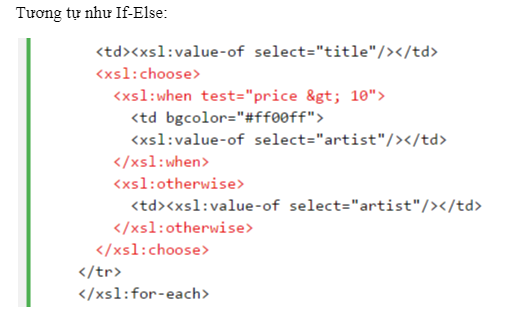 Tương tự như If-Else:
<td><xsl:value-of select="title"/></td>
<xsl:choose>
<xsl:when test="price &gt; 10">
<td bgcolor="#ff00ff">
<xsl:value-of select="artist"/></td>
</xsl:when>
<xsl:otherwise>
<td><xsl:value-of select="artist"/></td>
</xsl:otherwise>
</xsl:choose>
</tr>
</xsl:for-each>